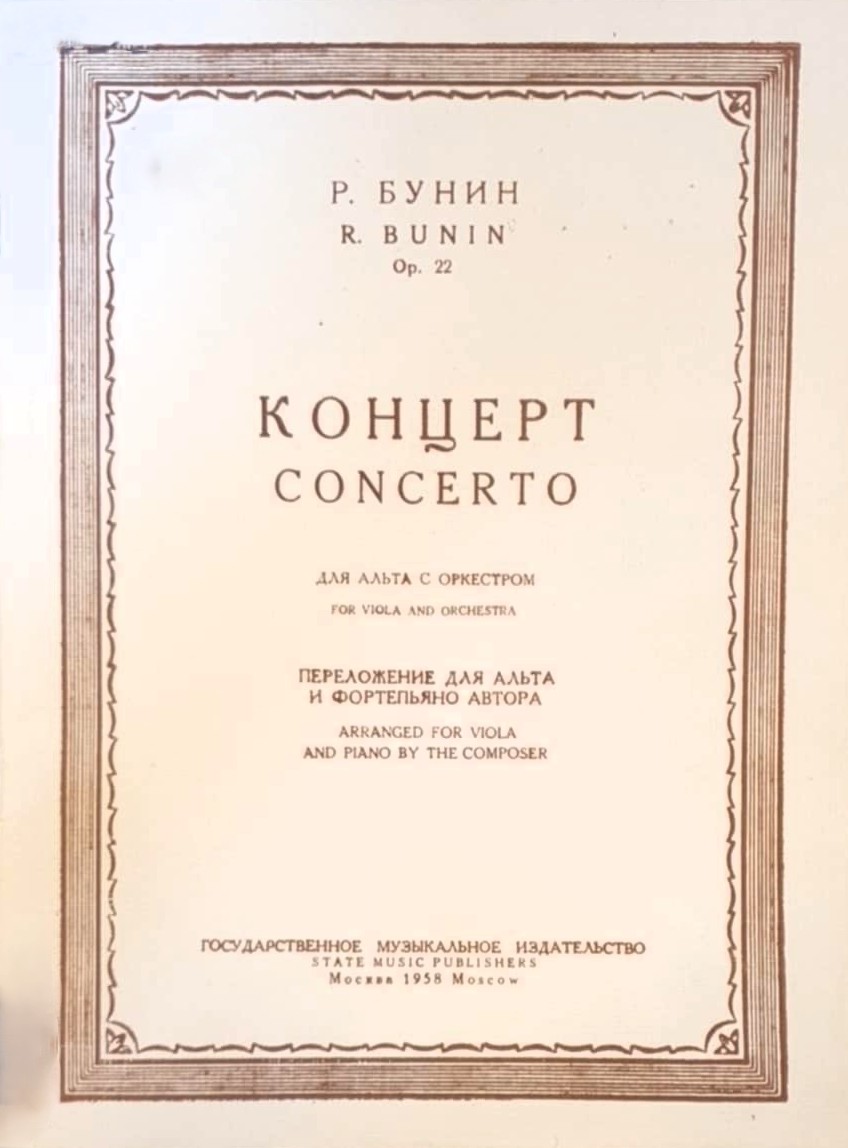 Р. БУНИН
R. BUNIN
Op. 22
КОНЦЕРТ
CONCERTO
ДЛЯ АЛЬТА С ОРКЕСТРОМ
FOR VIOLA AND ORCHESTRA
ПЕРЕЛОЖЕНИЕ ДЛЯ АЛЬТА
И ФОРТЕПЬЯНО АВТОРА
ARRANGED FOR VIOLA
AND PIANO BY THE COMPOSER
ГОСУДАРСТВЕННОЕ МУЗЫКАЛЬНОЕ ИЗДАТЕЛЬСТВО
STATE MUSIC PUBLISHERS
Москва 1958 Moscow